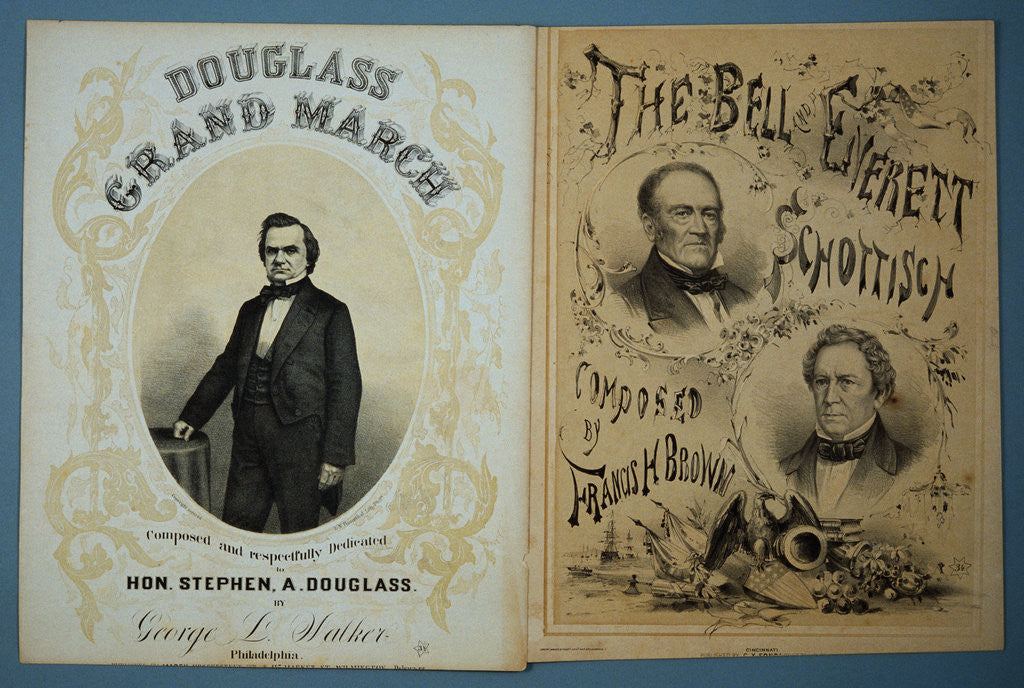 DOUGLASS
GRAND MARCH
Composed and respectfully Dedicated
to
HON. STEPHEN, A. DOUGLASS.
BY
George L. Walker
Philadelphia.
THE BELL AND EVERETT
SCHOTTISCH
COMPOSED
BY
FRANCIS H BROWN
36
CINCINNATI